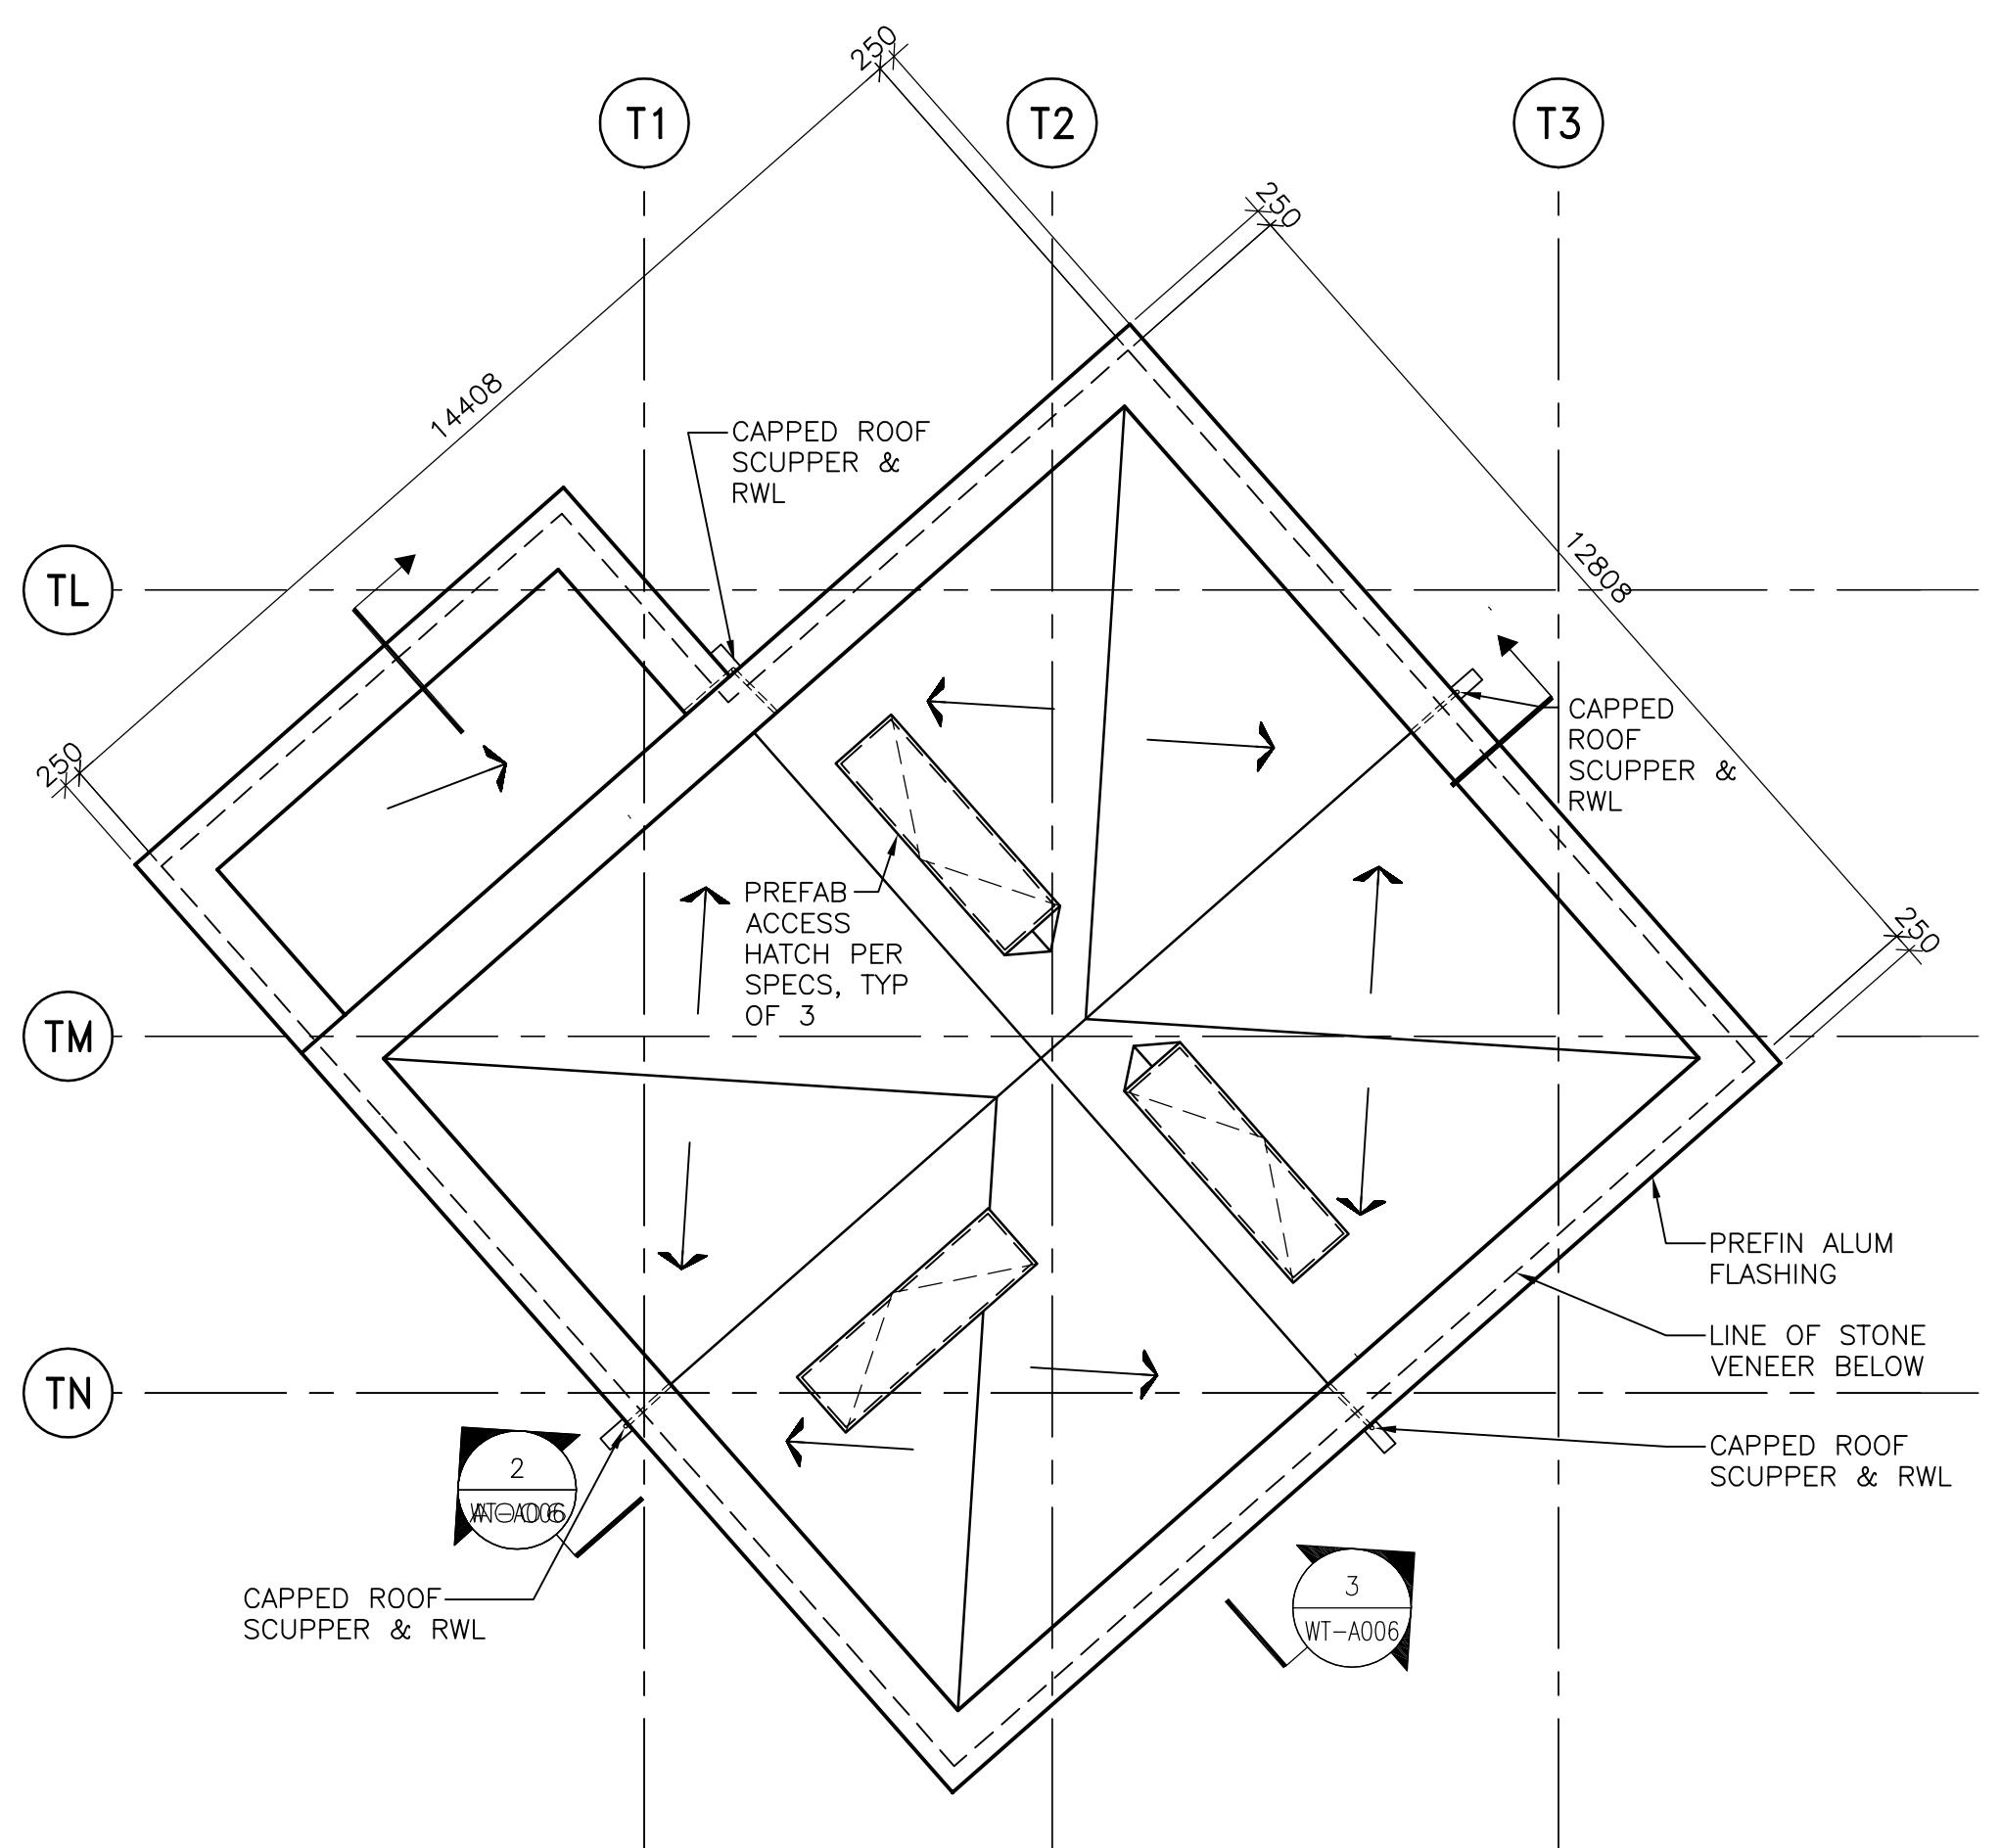 250
T1
T2
T3
250
14408
CAPPED ROOF
SCUPPER &
RWL
TL
12808
CAPPED
ROOF
SCUPPER &
RWL
250
PREFAB
ACCESS
HATCH PER
SPECS, TYP
OF 3
250
TM
PREFIN ALUM
FLASHING
LINE OF STONE
VENEER BELOW
TN
CAPPED ROOF
SCUPPER & RWL
2
CAPPED ROOF
SCUPPER & RWL
3
WT-A006